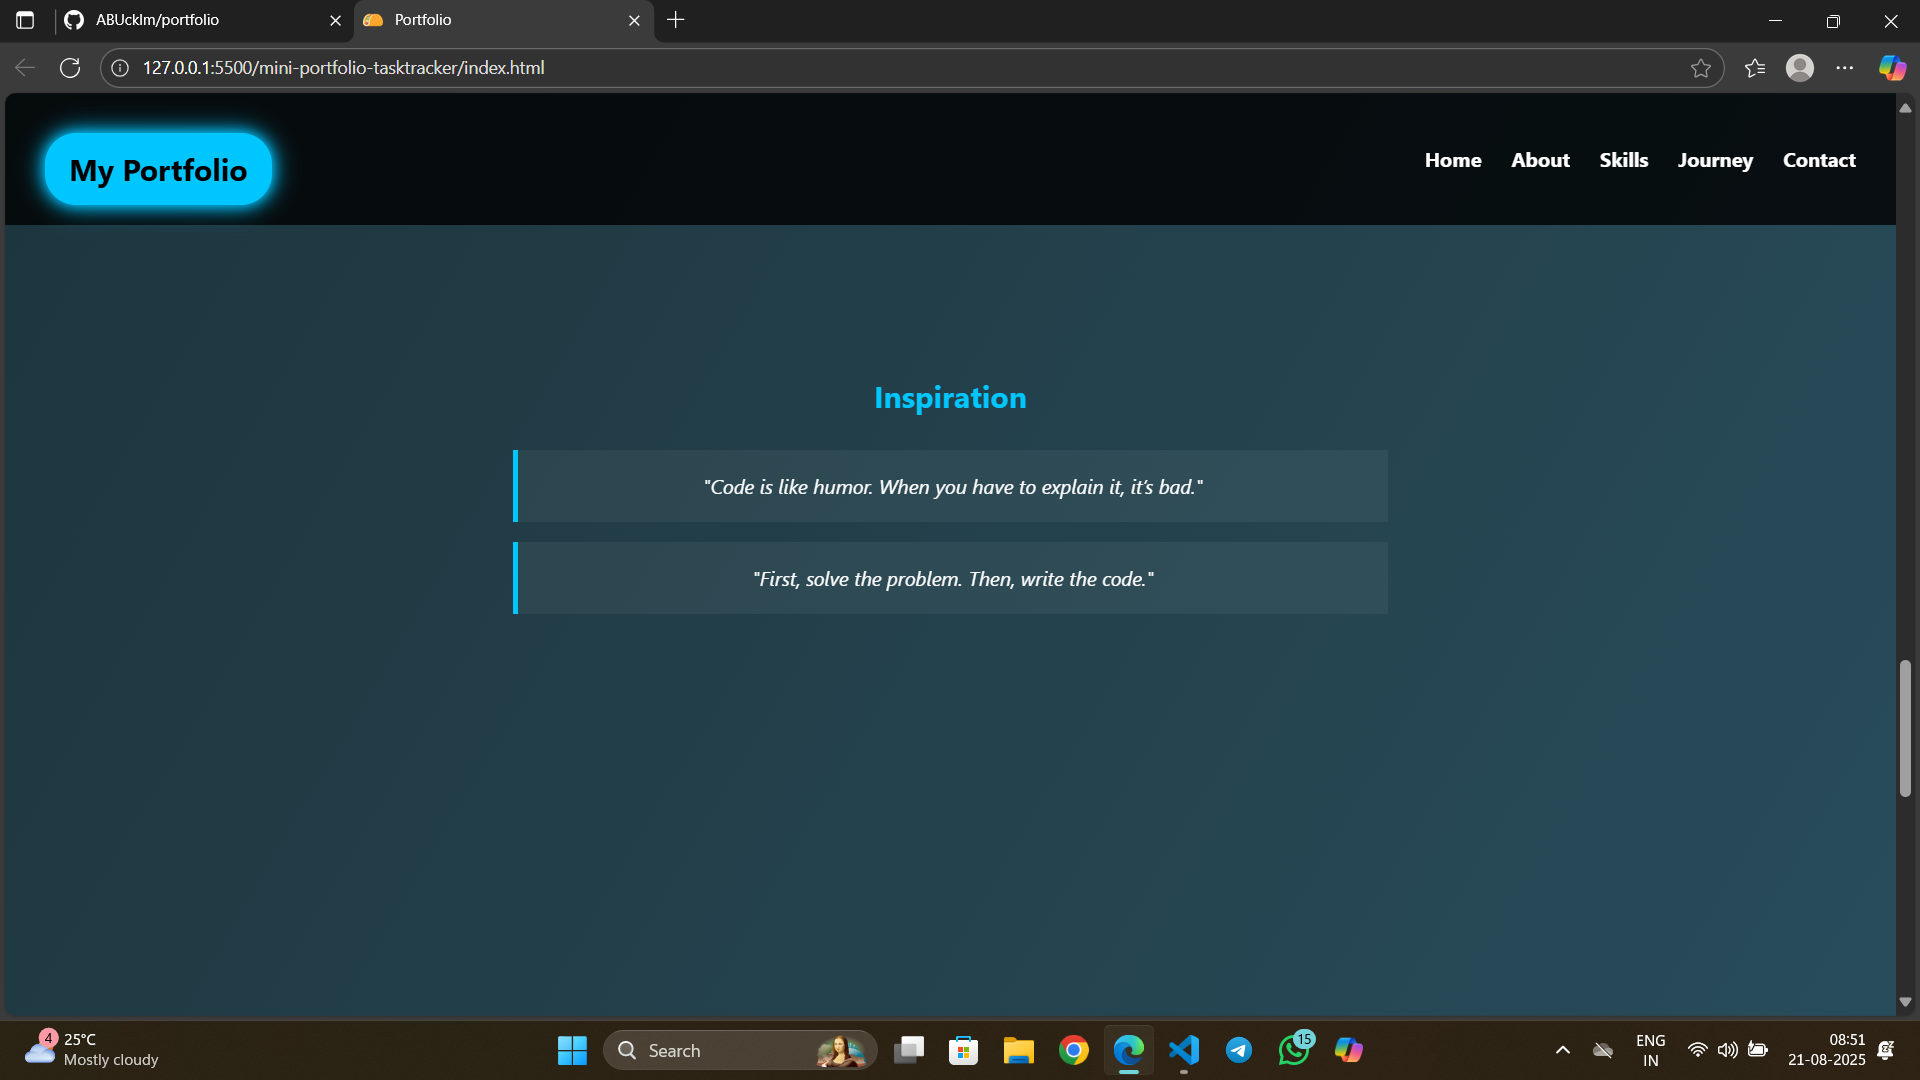 ABUcklm/portfolio
Portfolio
127.0.0.1:5500/mini-portfolio-tasktracker/index.html
My Portfolio
Home About Skills Journey Contact
Inspiration
"Code is like humor. When you have to explain it, it’s bad."
"First, solve the problem. Then, write the code."
4
25°C
Mostly cloudy
Search
15
ENG
IN
08:51
21-08-2025